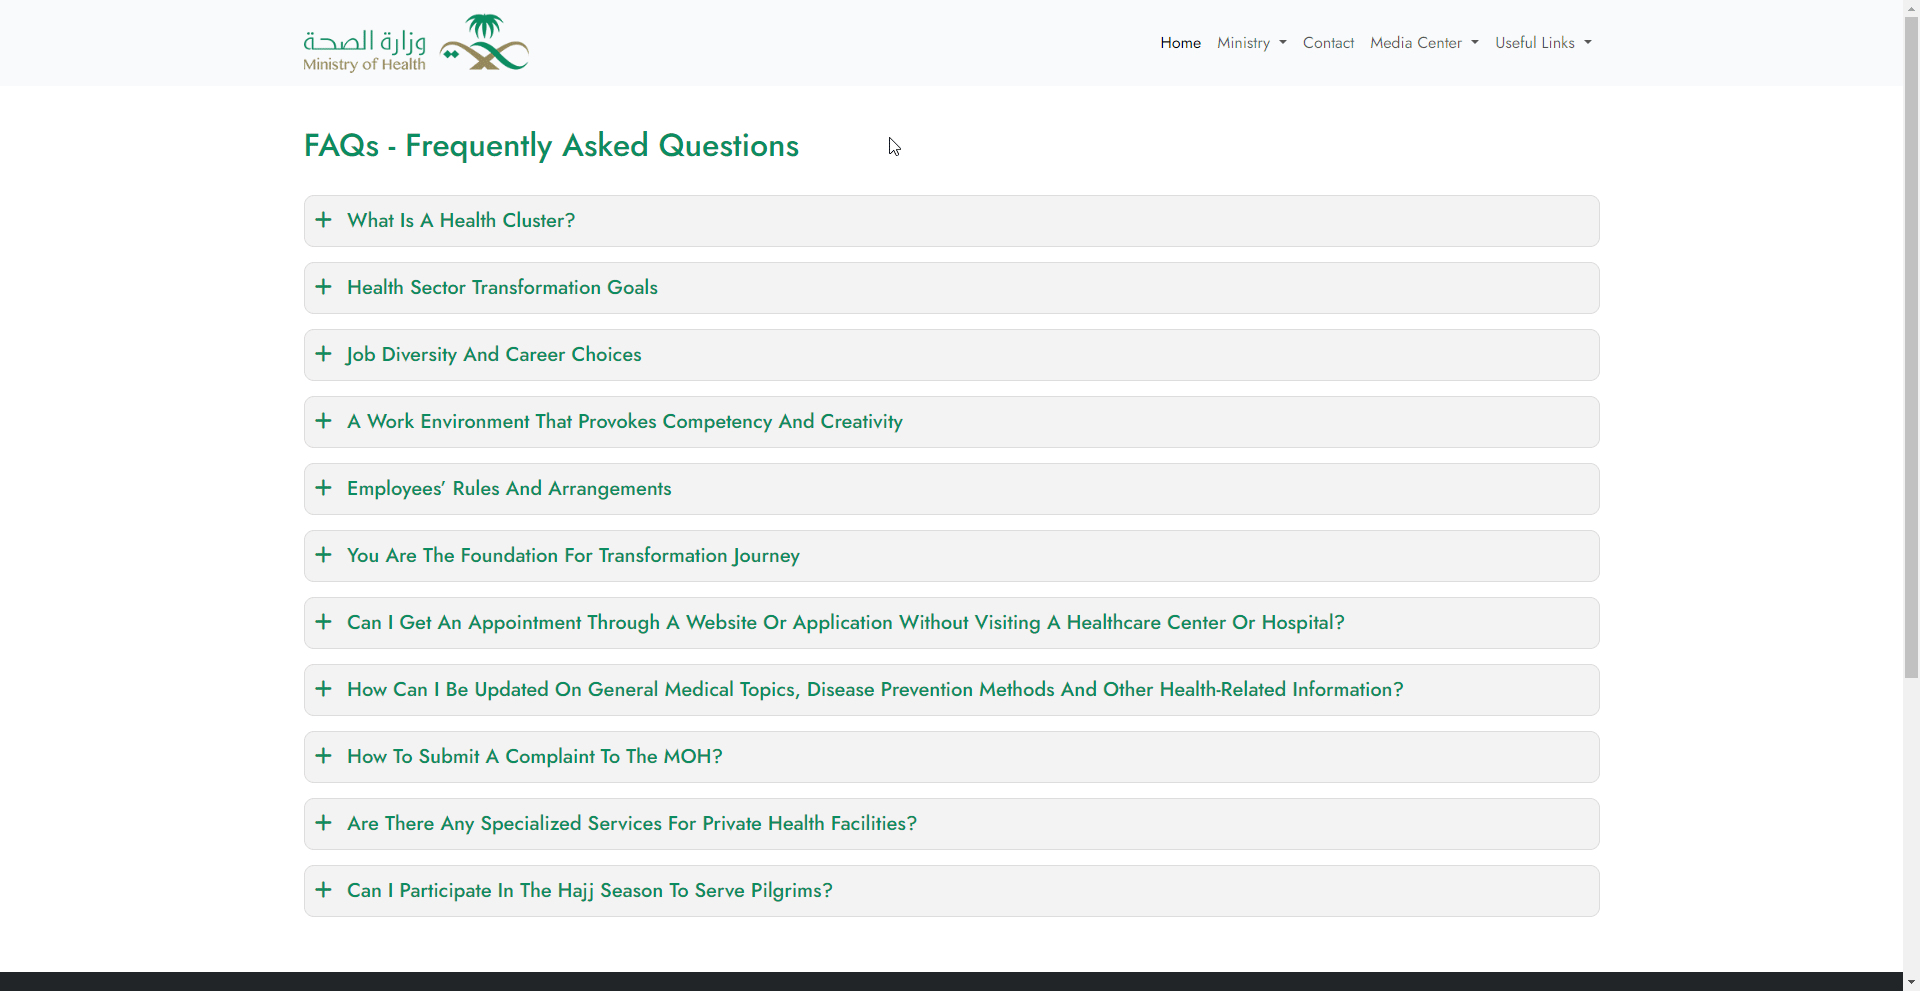 وزارة الصحة
Ministry of Health
Home Ministry Contact Media Center Useful Links
FAQs - Frequently Asked Questions
What Is A Health Cluster?
Health Sector Transformation Goals
Job Diversity And Career Choices
A Work Environment That Provokes Competency And Creativity
Employees’ Rules And Arrangements
You Are The Foundation For Transformation Journey
Can I Get An Appointment Through A Website Or Application Without Visiting A Healthcare Center Or Hospital?
How Can I Be Updated On General Medical Topics, Disease Prevention Methods And Other Health-Related Information?
How To Submit A Complaint To The MOH?
Are There Any Specialized Services For Private Health Facilities?
Can I Participate In The Hajj Season To Serve Pilgrims?